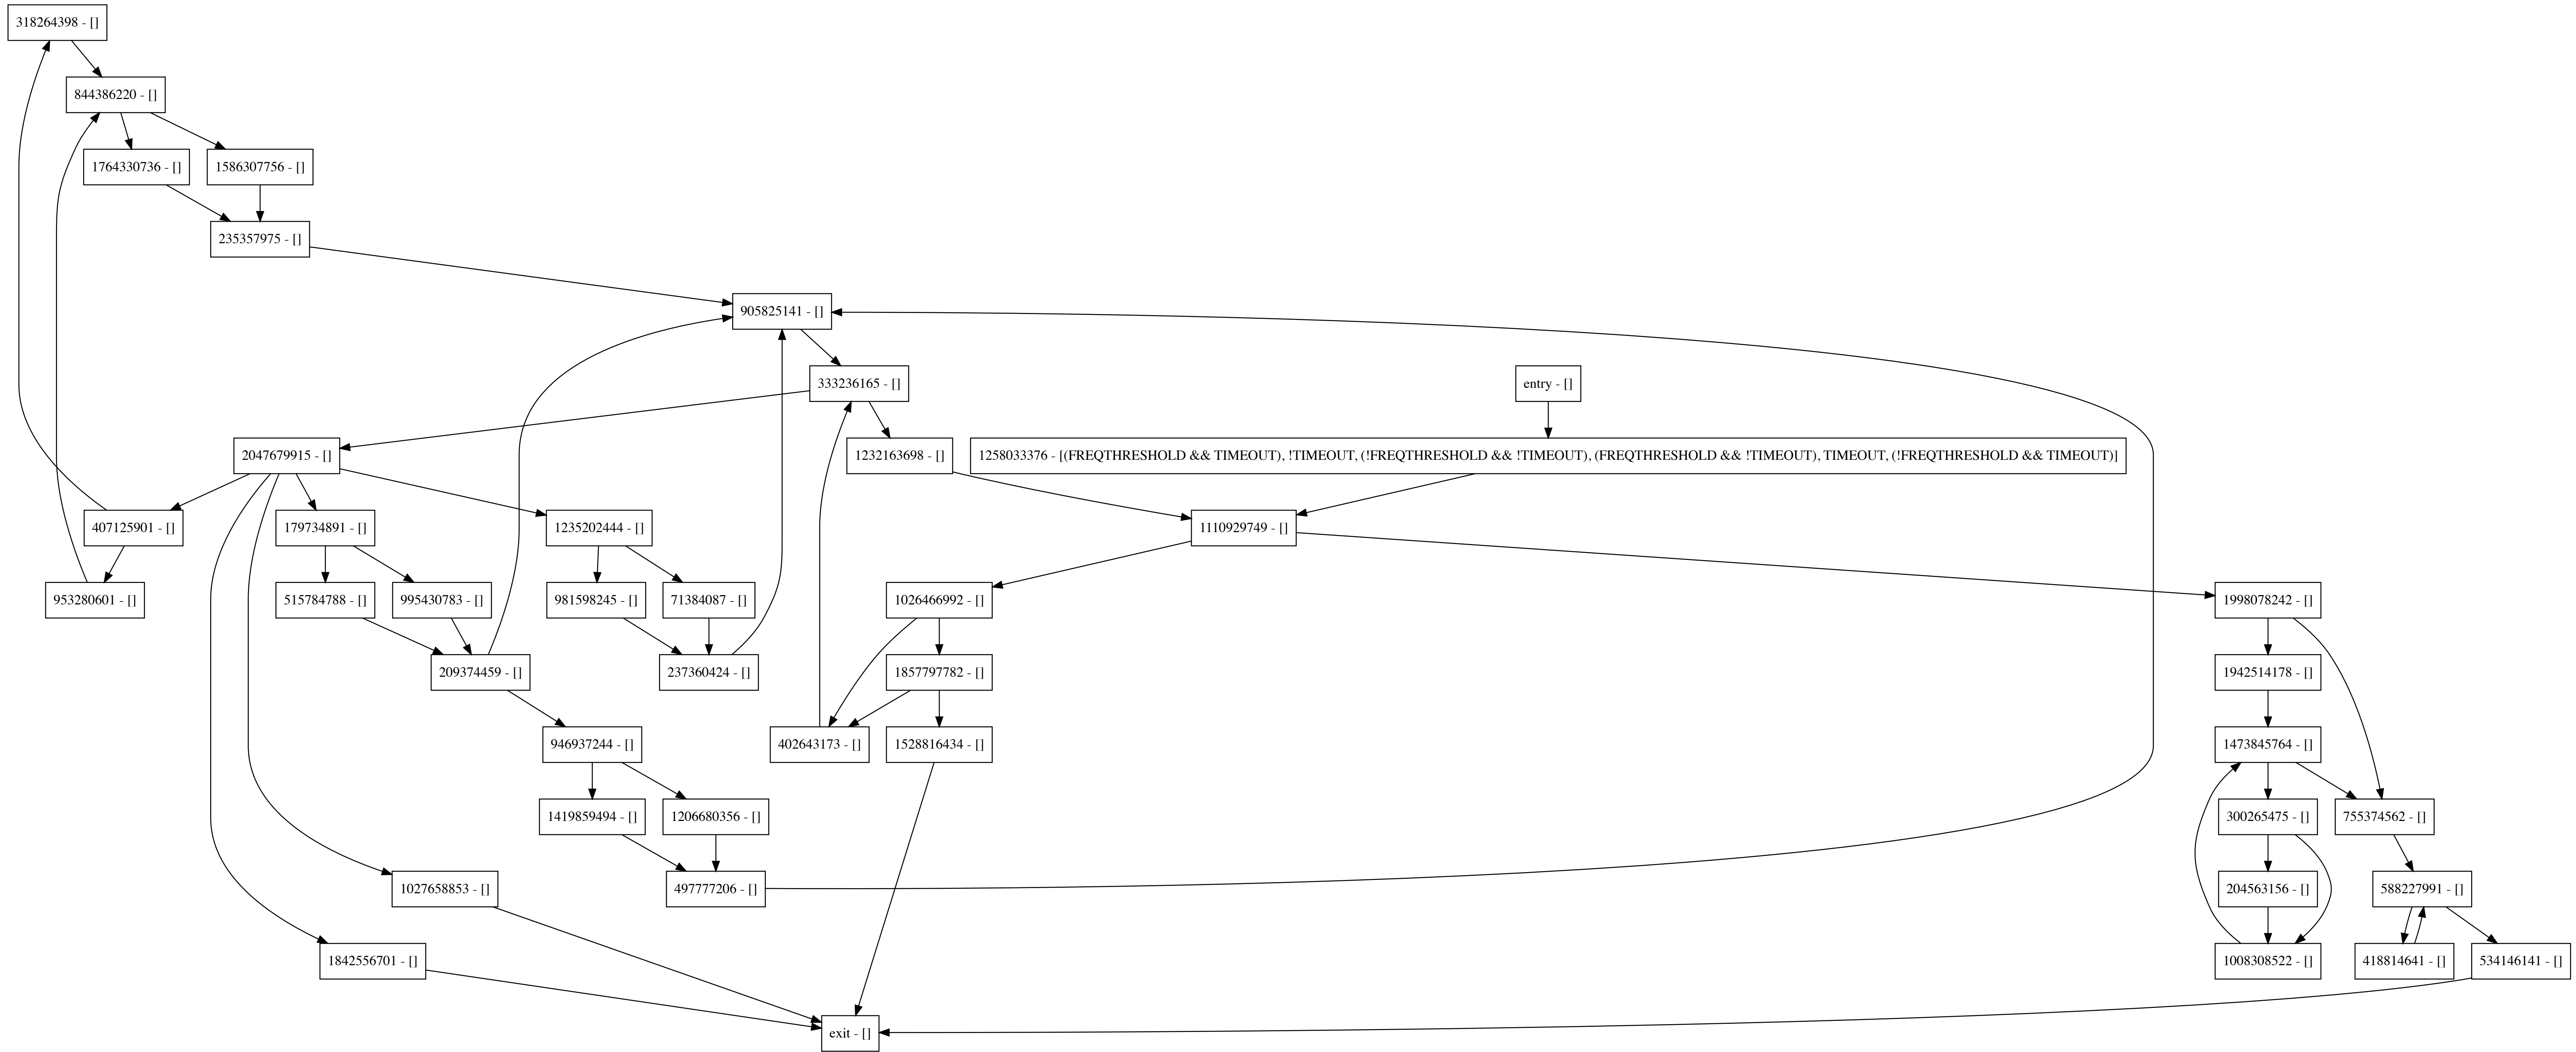 318264398 - []
844386220 - []
1764330736 - []
1586307756 - []
235357975 - []
905825141 - []
333236165 - []
entry - []
2047679915 - []
1232163698 - []
1258033376 - [(FREQTHRESHOLD && TIMEOUT), !TIMEOUT, (!FREQTHRESHOLD && !TIMEOUT), (FREQTHRESHOLD && !TIMEOUT), TIMEOUT, (!FREQTHRESHOLD && TIMEOUT)]
407125901 - []
179734891 - []
1235202444 - []
1110929749 - []
953280601 - []
515784788 - []
995430783 - []
981598245 - []
71384087 - []
1026466992 - []
1998078242 - []
209374459 - []
237360424 - []
1857797782 - []
1942514178 - []
946937244 - []
402643173 - []
1528816434 - []
1473845764 - []
1419859494 - []
1206680356 - []
300265475 - []
755374562 - []
1027658853 - []
497777206 - []
204563156 - []
588227991 - []
1842556701 - []
1008308522 - []
418814641 - []
534146141 - []
exit - []